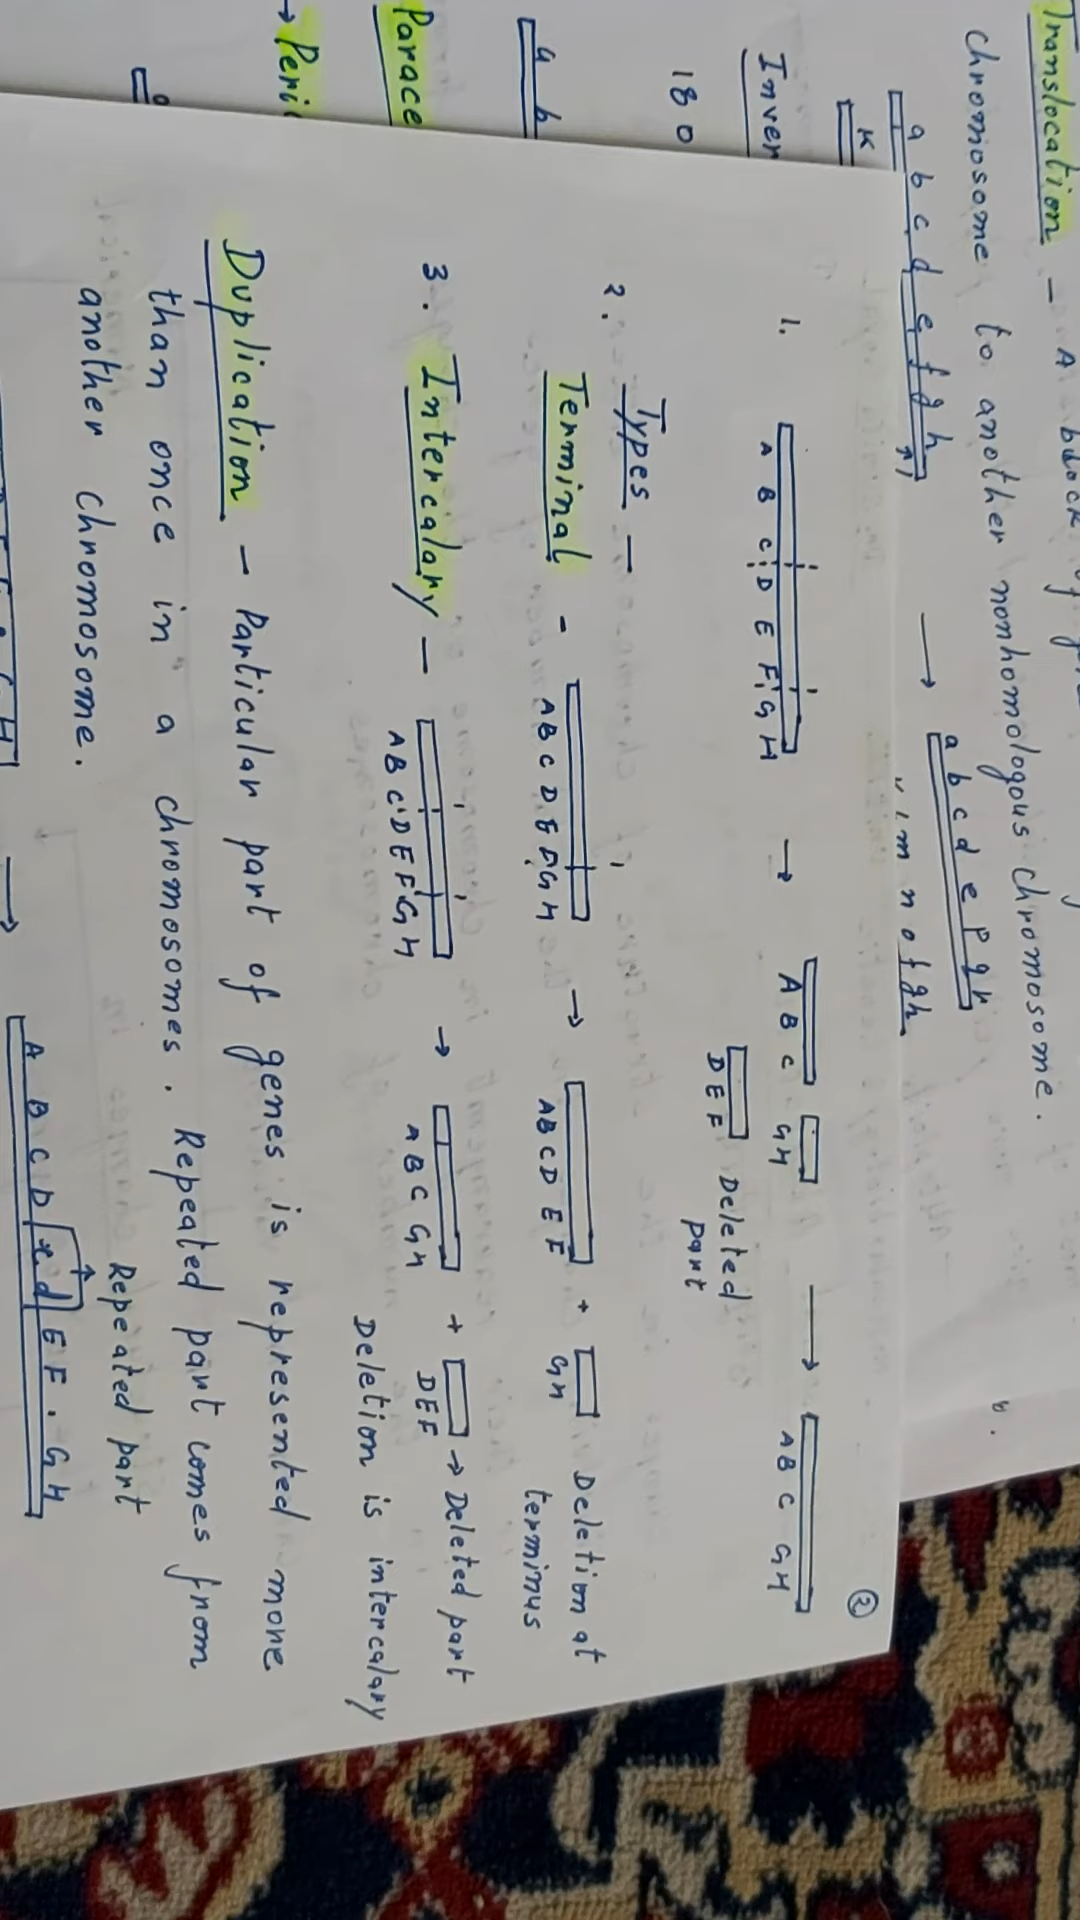 Translocation - A block of
chromosome to another nonhomologous chromosome.
a b c d e f g h → a b c d e p q r
K
l m n o f g h
Inver
180
a b
Parace
→ Peri
②
1. A B C D E F G H → A B C G H → A B C G H
D E F Deleted
part
2. Types —
Terminal - A B C D E F G H → A B C D E F + G H Deletion at
terminus
3. Intercalary — A B C D E F G H → A B C G H + D E F → Deleted part
Deletion is intercalary
Duplication - Particular part of genes is represented more
than once in a chromosomes. Repeated part comes from
another chromosome.
Repeated part
G H → A B C D d E F . G H